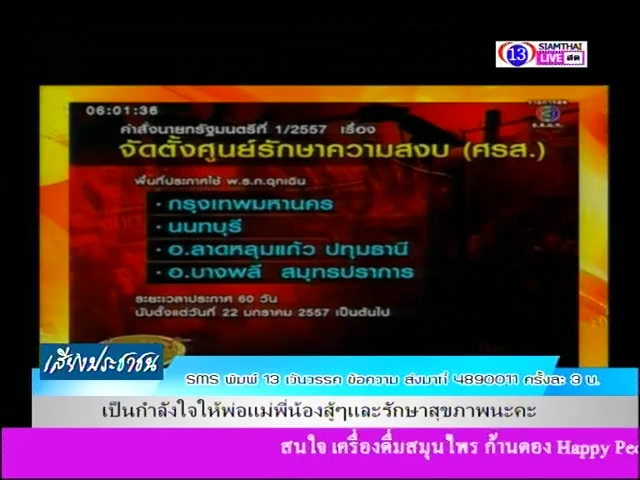 13 SIAMTHAI
LIVE สด
รายการสด
06:01:36
3
คำสั่งนายกรัฐมนตรีที่ 1/2557 เรื่อง
จัดตั้งศูนย์รักษาความสงบ (ศรส.)
พื้นที่ประกาศใช้ พ.ร.ก.ฉุกเฉิน
· กรุงเทพมหานคร
· นนทบุรี
· อ.ลาดหลุมแก้ว ปทุมธานี
· อ.บางพลี สมุทรปราการ
ระยะเวลาประกาศ 60 วัน
นับตั้งแต่วันที่ 22 มกราคม 2557 เป็นต้นไป
เสียงประชาชน
SMS พิมพ์ 13 เว้นวรรค ข้อความ ส่งมาที่ 4890011 ครั้งละ 3 บ.
เป็นกำลังใจให้พ่อแม่พี่น้องสู้ๆและรักษาสุขภาพนะคะ
สนใจ เครื่องดื่มสมุนไพร ก้านตอง Happy Peo